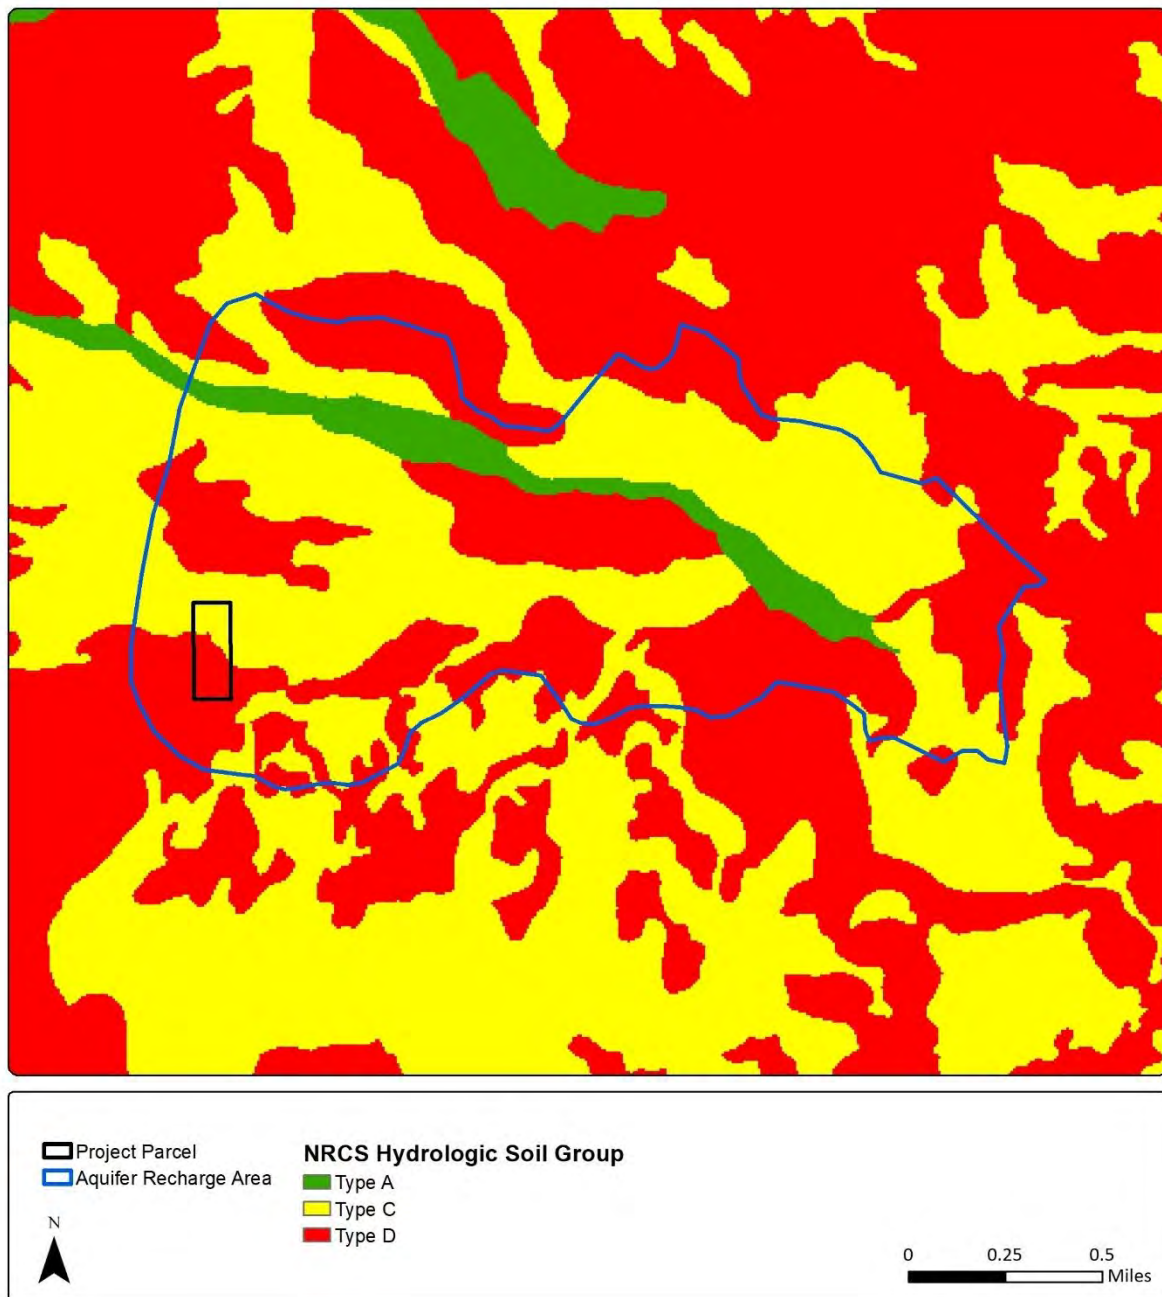 Project Parcel
Aquifer Recharge Area
NRCS Hydrologic Soil Group
Type A
Type C
Type D
N
0 0.25 0.5
Miles